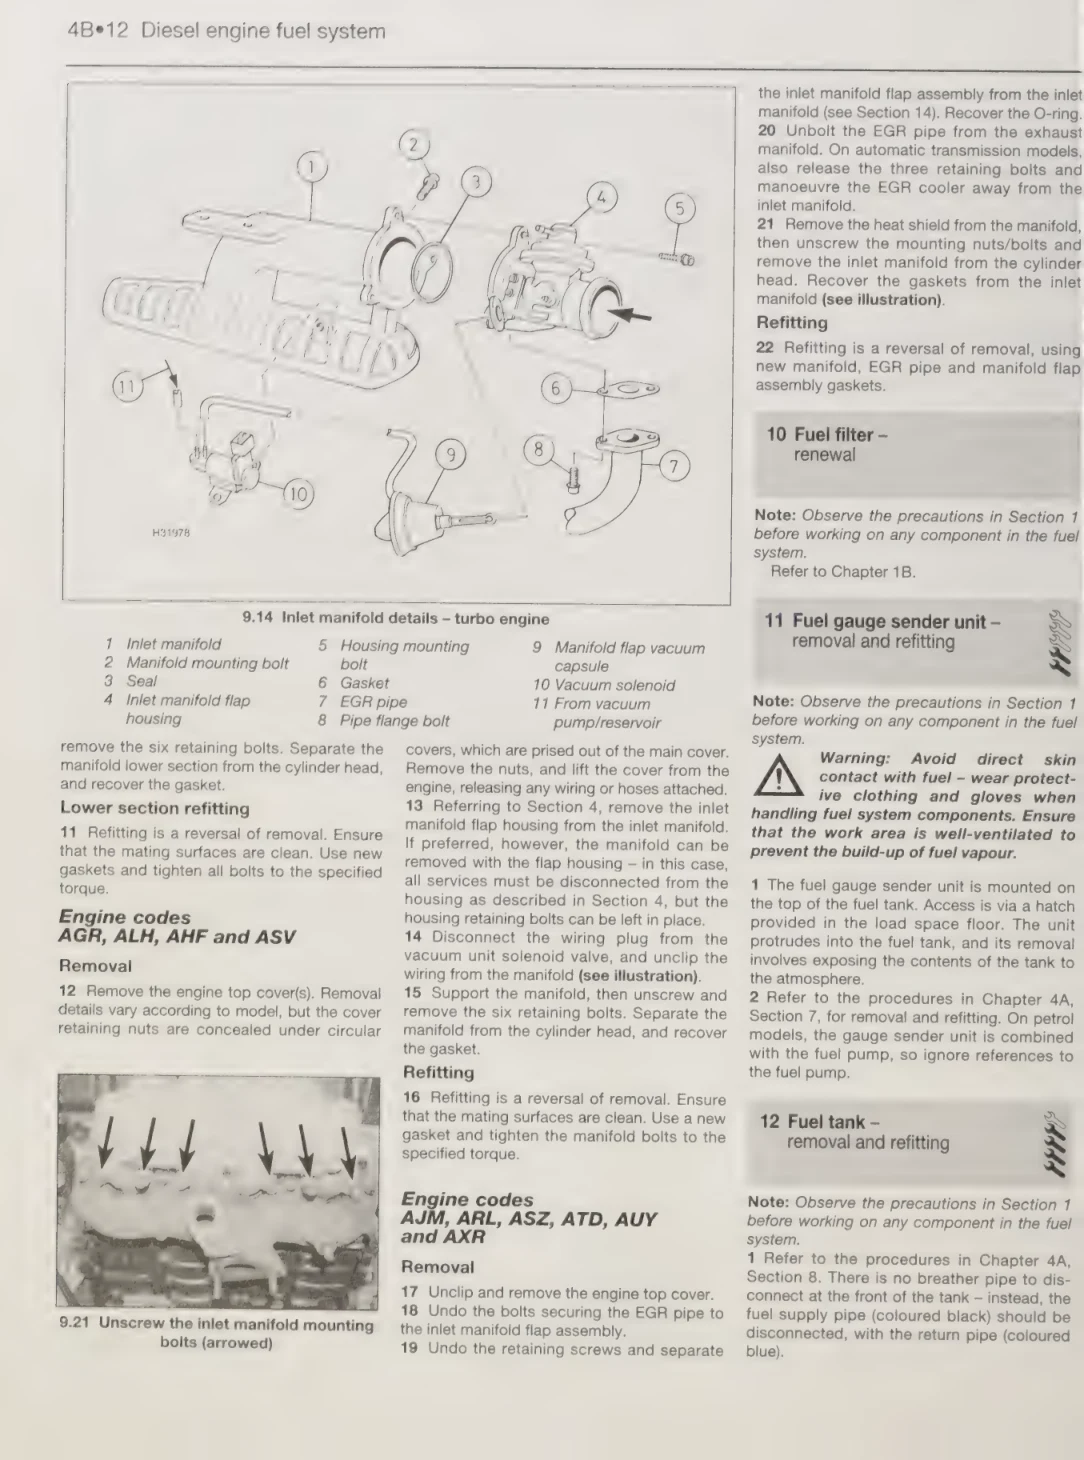 4B•12 Diesel engine fuel system
1
2
3
4
5
6
7
8
9
10
11
H31978
9.14 Inlet manifold details – turbo engine
1 Inlet manifold
2 Manifold mounting bolt
3 Seal
4 Inlet manifold flap
housing
5 Housing mounting
bolt
6 Gasket
7 EGR pipe
8 Pipe flange bolt
9 Manifold flap vacuum
capsule
10 Vacuum solenoid
11 From vacuum
pump/reservoir
remove the six retaining bolts. Separate the
manifold lower section from the cylinder head,
and recover the gasket.
Lower section refitting
11 Refitting is a reversal of removal. Ensure
that the mating surfaces are clean. Use new
gaskets and tighten all bolts to the specified
torque.
Engine codes
AGR, ALH, AHF and ASV
Removal
12 Remove the engine top cover(s). Removal
details vary according to model, but the cover
retaining nuts are concealed under circular
9.21 Unscrew the inlet manifold mounting
bolts (arrowed)
covers, which are prised out of the main cover.
Remove the nuts, and lift the cover from the
engine, releasing any wiring or hoses attached.
13 Referring to Section 4, remove the inlet
manifold flap housing from the inlet manifold.
If preferred, however, the manifold can be
removed with the flap housing – in this case,
all services must be disconnected from the
housing as described in Section 4, but the
housing retaining bolts can be left in place.
14 Disconnect the wiring plug from the
vacuum unit solenoid valve, and unclip the
wiring from the manifold (see illustration).
15 Support the manifold, then unscrew and
remove the six retaining bolts. Separate the
manifold from the cylinder head, and recover
the gasket.
Refitting
16 Refitting is a reversal of removal. Ensure
that the mating surfaces are clean. Use a new
gasket and tighten the manifold bolts to the
specified torque.
Engine codes
AJM, ARL, ASZ, ATD, AUY
and AXR
Removal
17 Unclip and remove the engine top cover.
18 Undo the bolts securing the EGR pipe to
the inlet manifold flap assembly.
19 Undo the retaining screws and separate
the inlet manifold flap assembly from the inlet
manifold (see Section 14). Recover the O-ring.
20 Unbolt the EGR pipe from the exhaust
manifold. On automatic transmission models,
also release the three retaining bolts and
manoeuvre the EGR cooler away from the
inlet manifold.
21 Remove the heat shield from the manifold,
then unscrew the mounting nuts/bolts and
remove the inlet manifold from the cylinder
head. Recover the gaskets from the inlet
manifold (see illustration).
Refitting
22 Refitting is a reversal of removal, using
new manifold, EGR pipe and manifold flap
assembly gaskets.
10 Fuel filter –
renewal
Note: Observe the precautions in Section 1
before working on any component in the fuel
system.
Refer to Chapter 1B.
11 Fuel gauge sender unit –
removal and refitting
Note: Observe the precautions in Section 1
before working on any component in the fuel
system.
Warning: Avoid direct skin
contact with fuel – wear protect-
ive clothing and gloves when
handling fuel system components. Ensure
that the work area is well-ventilated to
prevent the build-up of fuel vapour.
1 The fuel gauge sender unit is mounted on
the top of the fuel tank. Access is via a hatch
provided in the load space floor. The unit
protrudes into the fuel tank, and its removal
involves exposing the contents of the tank to
the atmosphere.
2 Refer to the procedures in Chapter 4A,
Section 7, for removal and refitting. On petrol
models, the gauge sender unit is combined
with the fuel pump, so ignore references to
the fuel pump.
12 Fuel tank –
removal and refitting
Note: Observe the precautions in Section 1
before working on any component in the fuel
system.
1 Refer to the procedures in Chapter 4A,
Section 8. There is no breather pipe to dis-
connect at the front of the tank – instead, the
fuel supply pipe (coloured black) should be
disconnected, with the return pipe (coloured
blue).